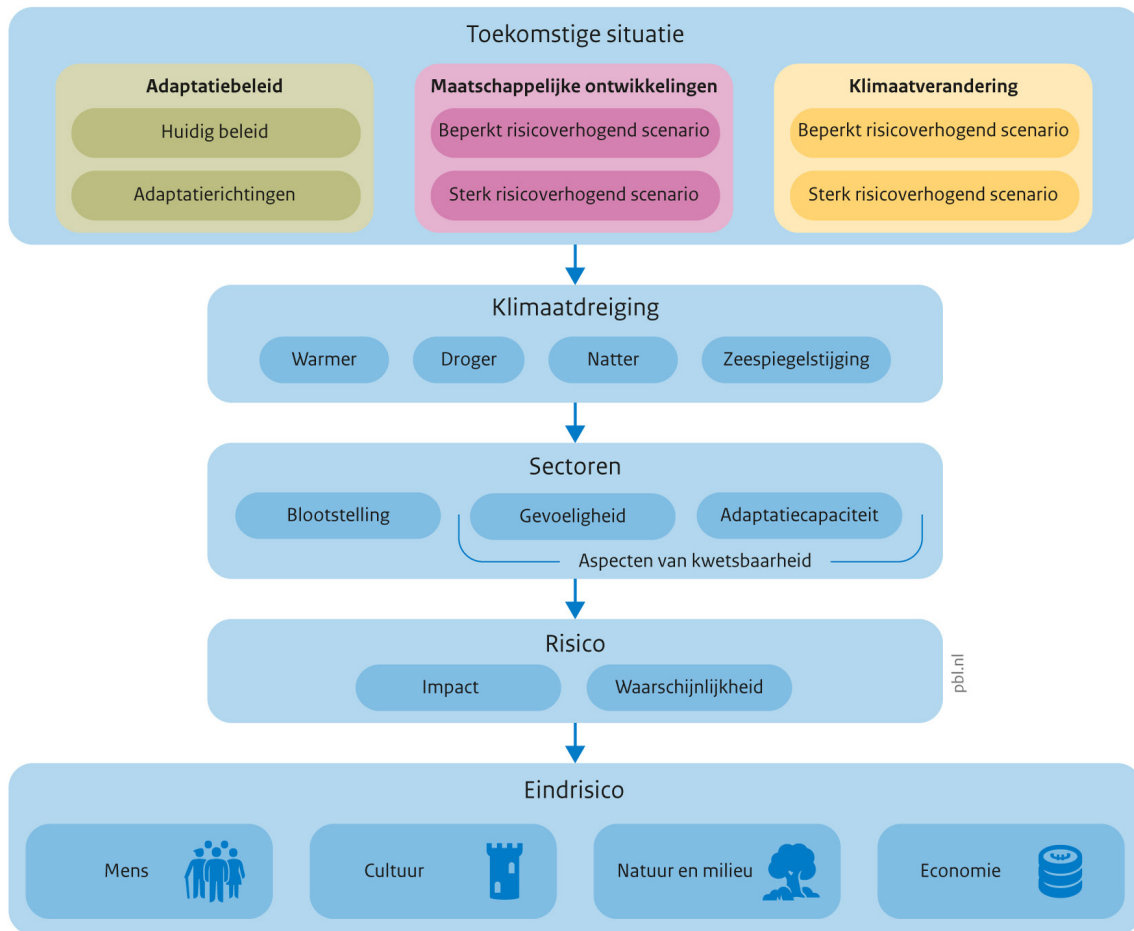 Toekomstige situatie
Adaptatiebeleid
Huidig beleid
Adaptatierichtingen
Maatschappelijke ontwikkelingen
Beperkt risicoverhogend scenario
Sterk risicoverhogend scenario
Klimaatverandering
Beperkt risicoverhogend scenario
Sterk risicoverhogend scenario
Klimaatdreiging
Warmer
Droger
Natter
Zeespiegelstijging
Sectoren
Blootstelling
Gevoeligheid
Adaptatiecapaciteit
Aspecten van kwetsbaarheid
Risico
Impact
Waarschijnlijkheid
pbl.nl
Eindrisico
Mens
Cultuur
Natuur en milieu
Economie